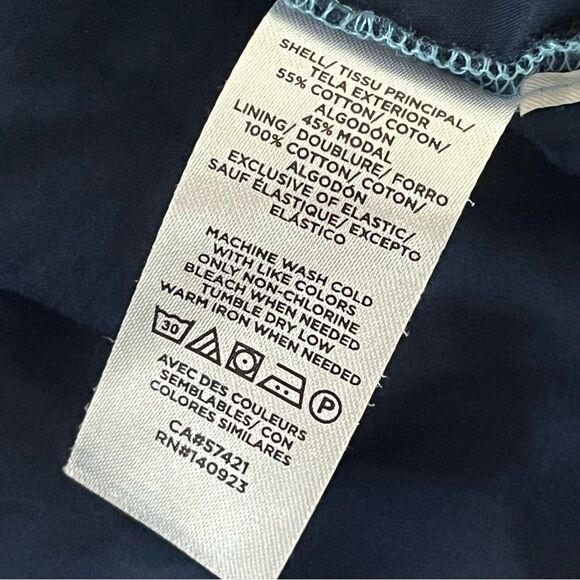 SHELL/ TISSU PRINCIPAL/
TELA EXTERIOR
55% COTTON/ COTON/
ALGODÓN
45% MODAL
LINING/ DOUBLURE/ FORRO
100% COTTON/ COTON/
ALGODÓN
EXCLUSIVE OF ELASTIC/
SAUF ÉLASTIQUE/ EXCEPTO
ELÁSTICO
MACHINE WASH COLD
WITH LIKE COLORS
ONLY NON-CHLORINE
BLEACH WHEN NEEDED
TUMBLE DRY LOW
WARM IRON WHEN NEEDED
30 P
AVEC DES COULEURS
SEMBLABLES/ CON
COLORES SIMILARES
CA#57421
RN#140923